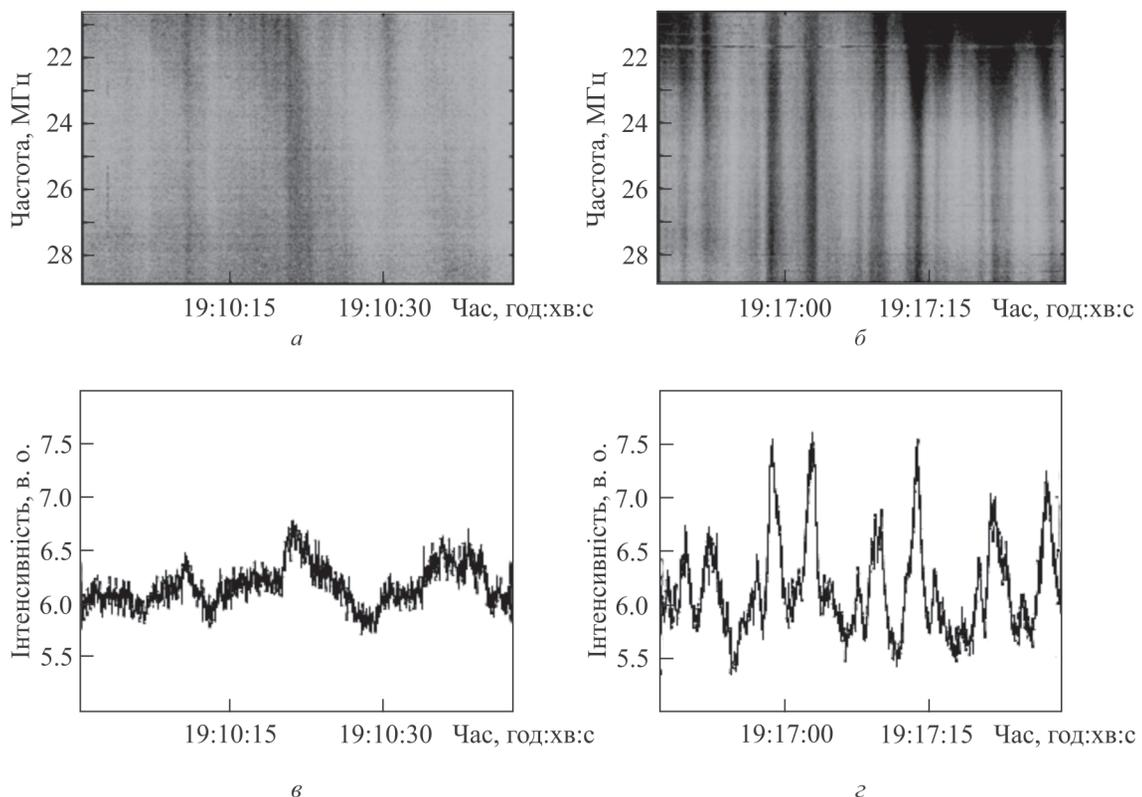 Частота, МГц
22
24
26
28
19:10:15 19:10:30 Час, год:хв:с
а
Частота, МГц
22
24
26
28
19:17:00 19:17:15 Час, год:хв:с
б
Інтенсивність, в. о.
7.5
7.0
6.5
6.0
5.5
19:10:15 19:10:30 Час, год:хв:с
в
Інтенсивність, в. о.
7.5
7.0
6.5
6.0
5.5
19:17:00 19:17:15 Час, год:хв:с
г